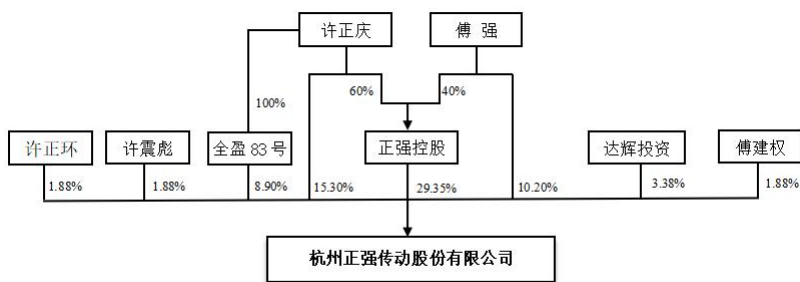 许正庆
傅 强
100%
60%
40%
许正环
许震彪
全盈 83 号
正强控股
达辉投资
傅建权
1.88%
1.88%
8.90%
15.30%
29.35%
10.20%
3.38%
1.88%
杭州正强传动股份有限公司